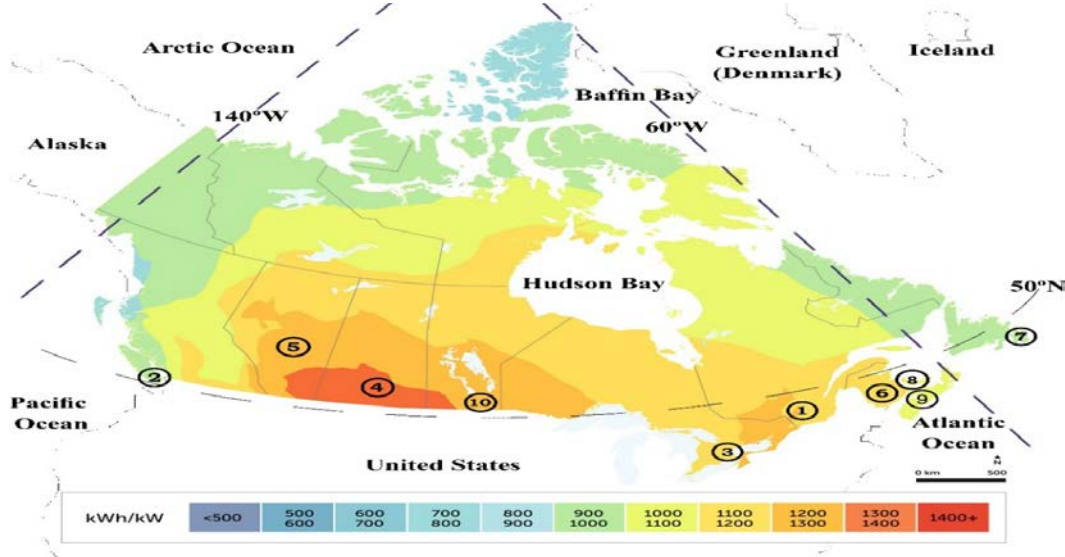 Arctic Ocean
Greenland
(Denmark)
Iceland
Baffin Bay
140ºW
60ºW
Alaska
Hudson Bay
50ºN
7
5
2
4
8
6
9
10
1
Pacific
Ocean
Atlantic
Ocean
3
United States
N
0 km 500
kWh/kW
<500
500
600
600
700
700
800
800
900
900
1000
1000
1100
1100
1200
1200
1300
1300
1400
1400+